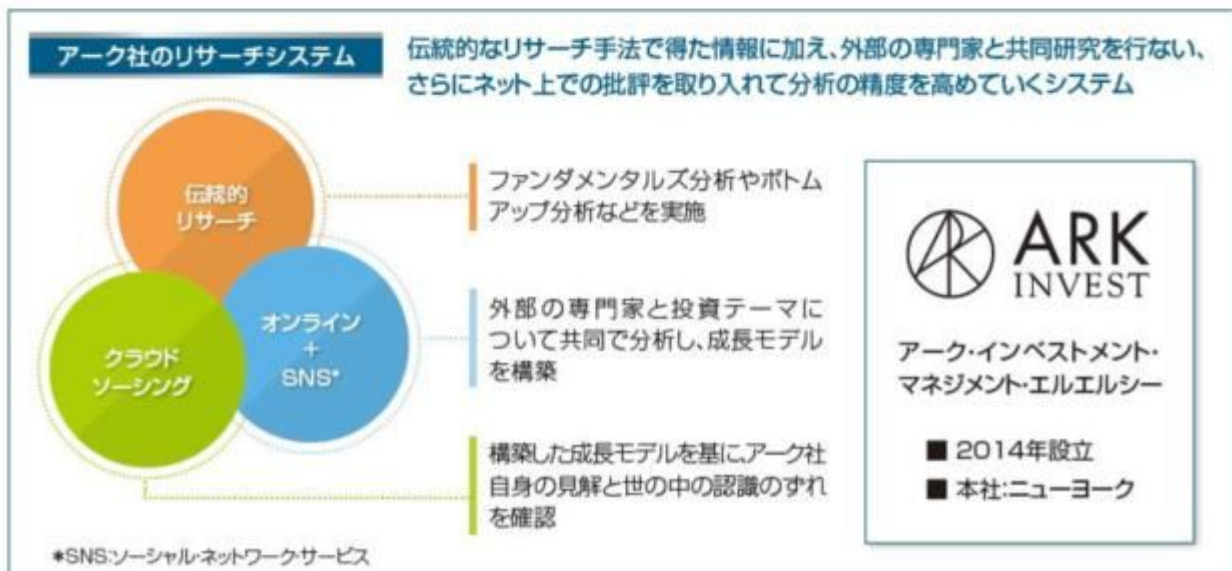 アーク社のリサーチシステム
伝統的なリサーチ手法で得た情報に加え、外部の専門家と共同研究を行ない、
さらにネット上での批評を取り入れて分析の精度を高めていくシステム
伝統的
リサーチ
オンライン
+
SNS*
クラウド
ソーシング
ファンダメンタルズ分析やボトム
アップ分析などを実施
外部の専門家と投資テーマに
ついて共同で分析し、成長モデル
を構築
構築した成長モデルを基に、アーク社
自身の見解と世の中の認識のずれ
を確認
*SNS:ソーシャル・ネットワーク・サービス
ARK
INVEST
アーク・インベストメント・
マネジメント・エルエルシー
■ 2014年設立
■ 本社:ニューヨーク